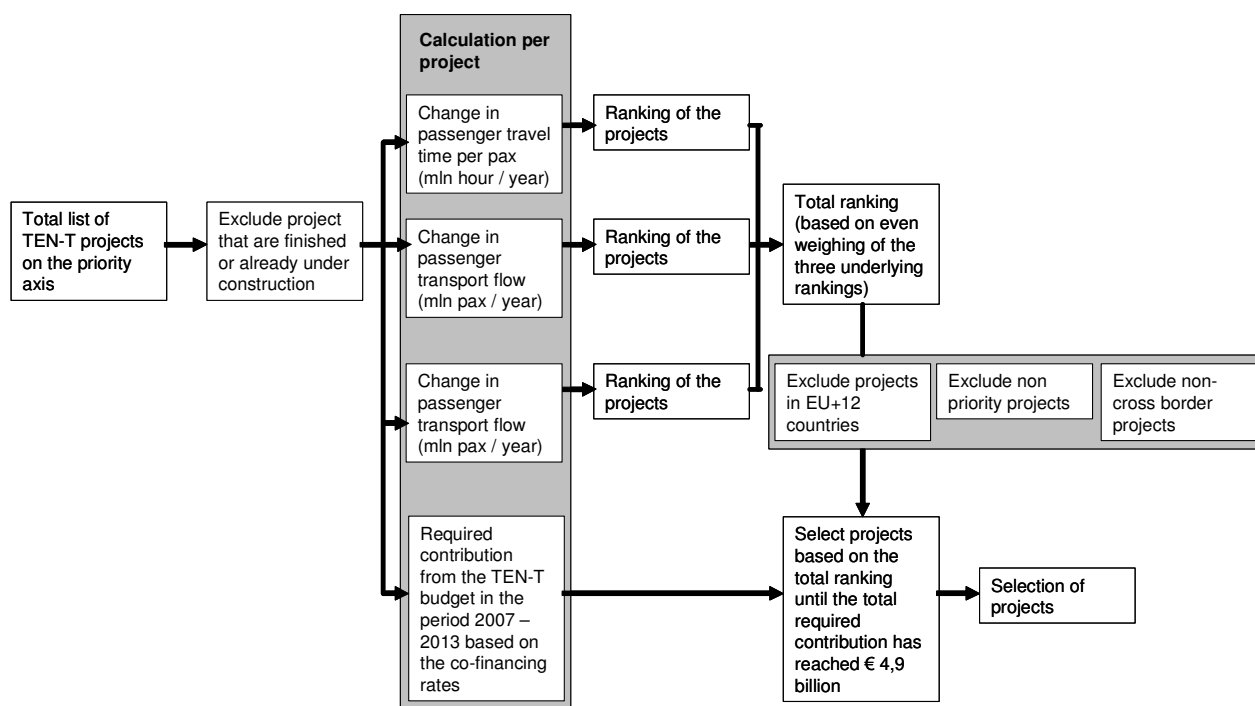 Calculation per
project
Change in
passenger travel
time per pax
(mln hour / year)
Ranking of the
projects
Total list of
TEN-T projects
on the priority
axis
Exclude project
that are finished
or already under
construction
Change in
passenger
transport flow
(mln pax / year)
Ranking of the
projects
Total ranking
(based on even
weighing of the
three underlying
rankings)
Change in
passenger
transport flow
(mln pax / year)
Ranking of the
projects
Exclude projects
in EU+12
countries
Exclude non
priority projects
Exclude non-
cross border
projects
Required
contribution
from the TEN-T
budget in the
period 2007 –
2013 based on
the co-financing
rates
Select projects
based on the
total ranking
until the total
required
contribution has
reached € 4,9
billion
Selection of
projects